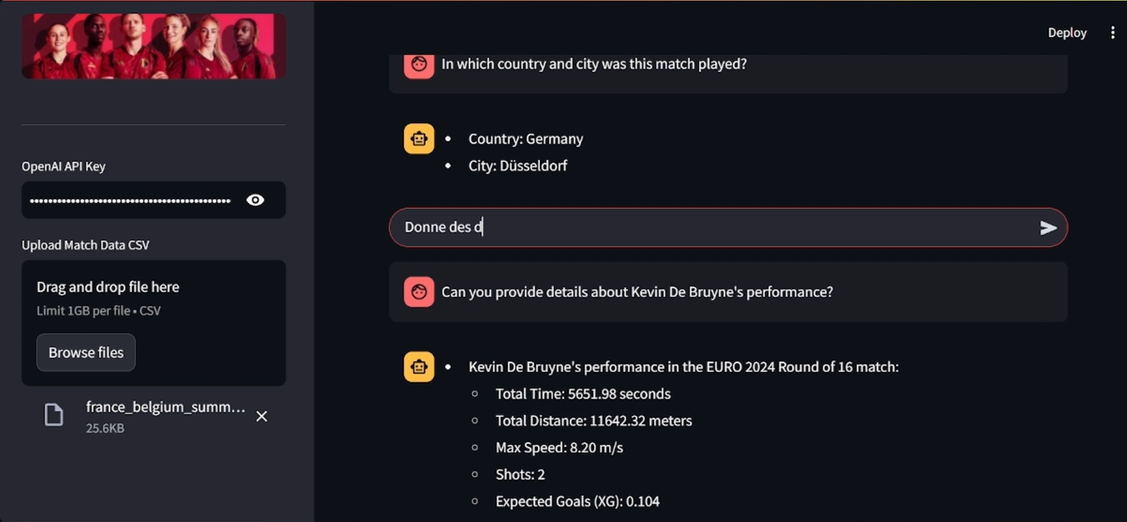 Deploy
In which country and city was this match played?
• Country: Germany
• City: Düsseldorf
OpenAI API Key
••••••••••••••••••••••••••••••••••••••••••••••••••
Upload Match Data CSV
Drag and drop file here
Limit 1GB per file • CSV
Browse files
france_belgium_summ...
25.6KB
Donne des d
Can you provide details about Kevin De Bruyne's performance?
• Kevin De Bruyne's performance in the EURO 2024 Round of 16 match:
○ Total Time: 5651.98 seconds
○ Total Distance: 11642.32 meters
○ Max Speed: 8.20 m/s
○ Shots: 2
○ Expected Goals (XG): 0.104